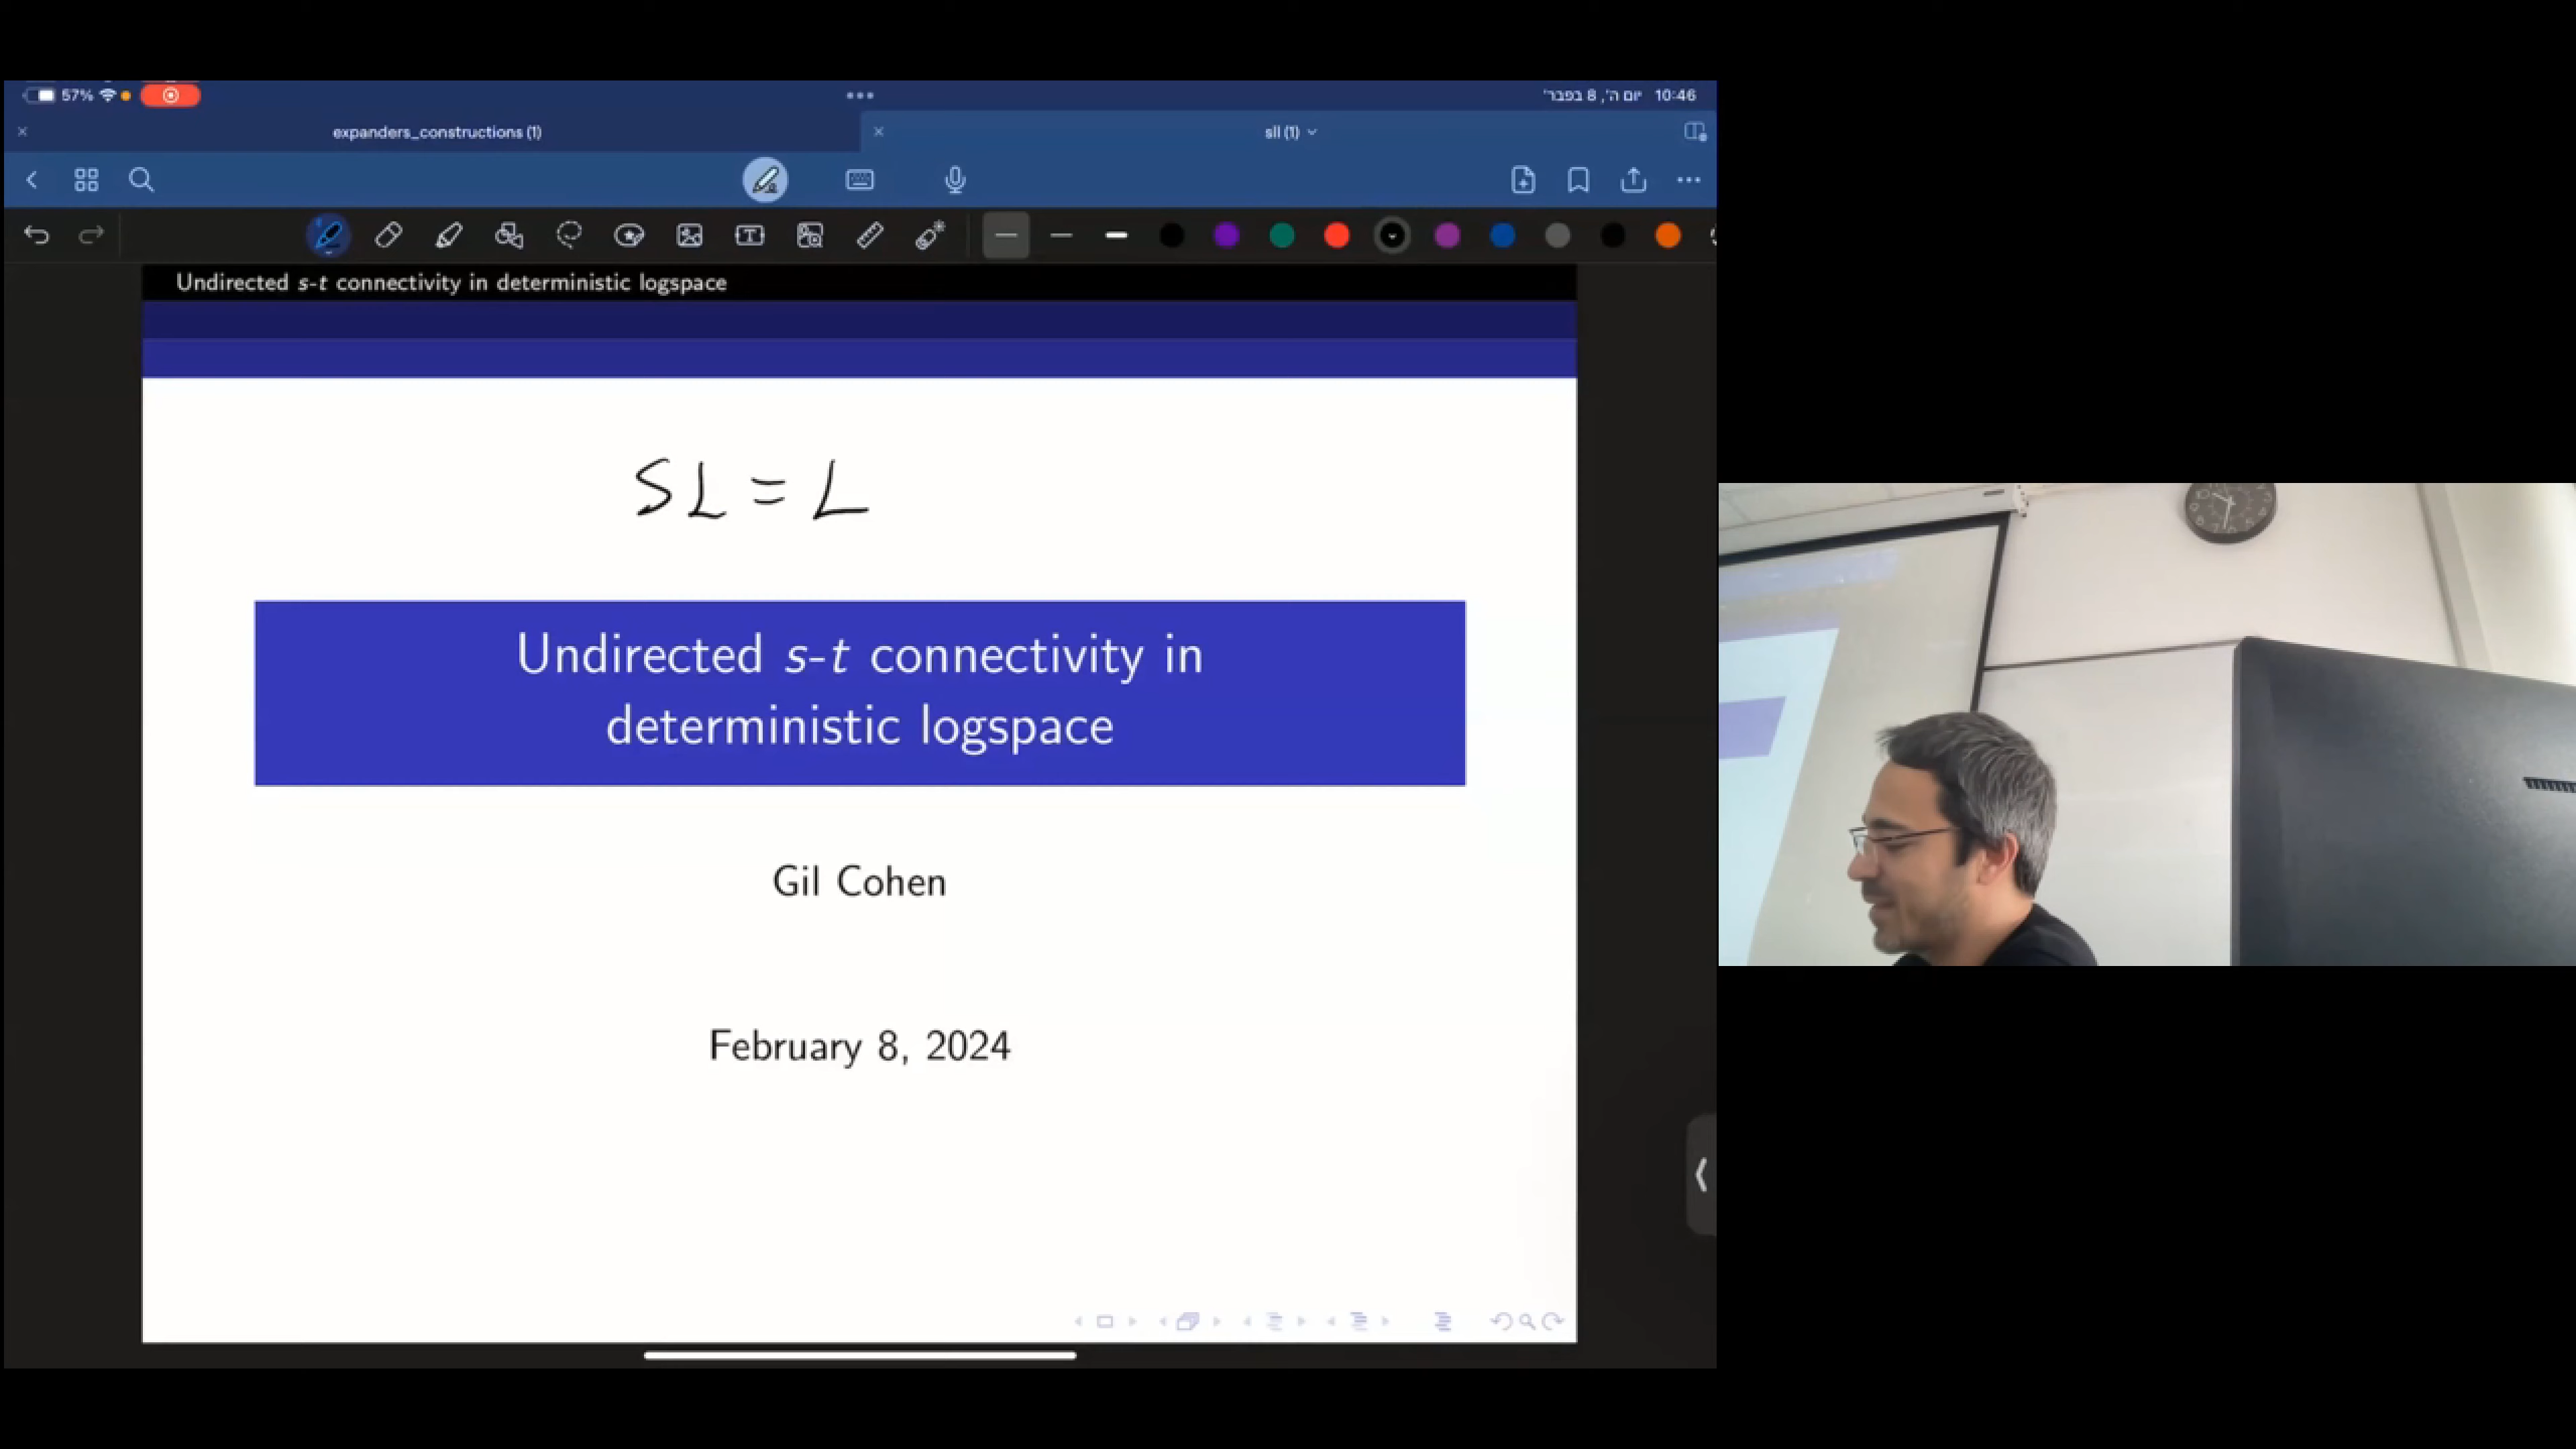 57%
10:46 יום ה', 8 בפבר'
expanders_constructions (1)
sll (1)
Undirected s-t connectivity in deterministic logspace
SL = L
Undirected s-t connectivity in
deterministic logspace
Gil Cohen
February 8, 2024